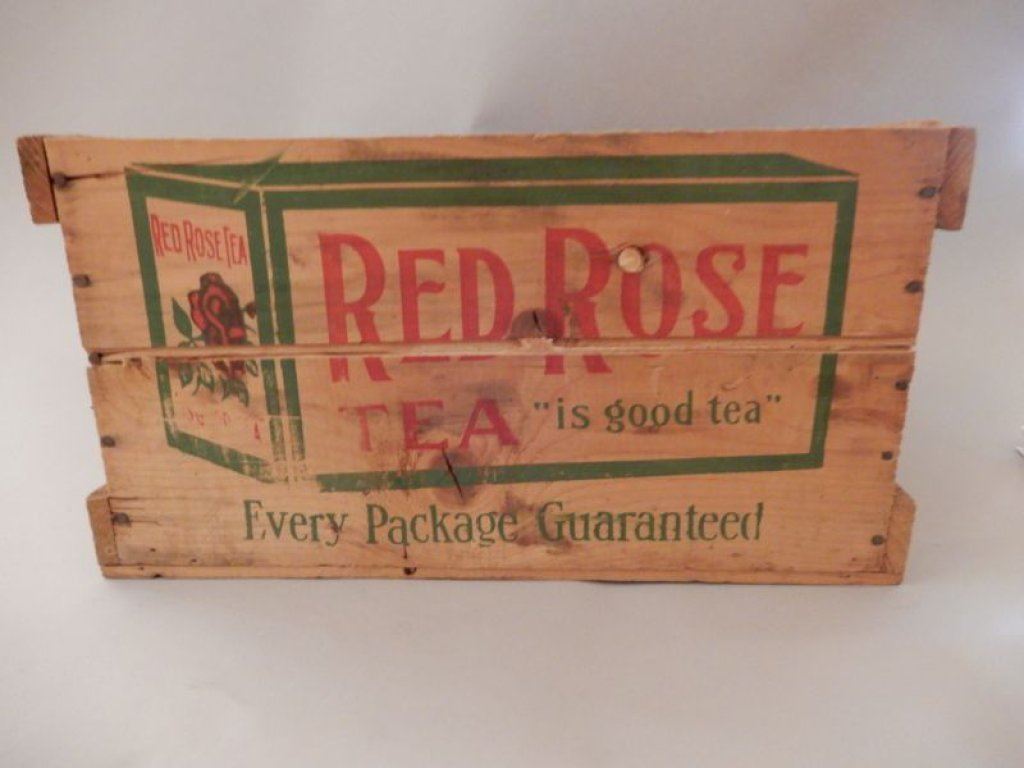 RED ROSE TEA
RED ROSE
TEA "is good tea"
Every Package Guaranteed